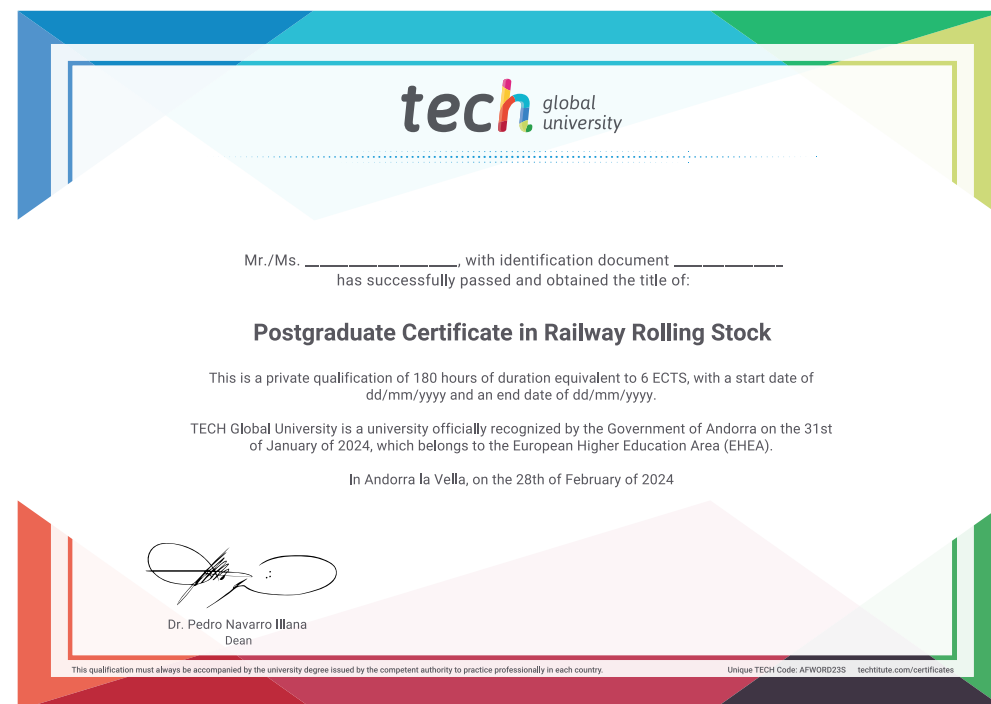 tech global
university
Mr./Ms. __________________, with identification document _____________
has successfully passed and obtained the title of:
Postgraduate Certificate in Railway Rolling Stock
This is a private qualification of 180 hours of duration equivalent to 6 ECTS, with a start date of
dd/mm/yyyy and an end date of dd/mm/yyyy.
TECH Global University is a university officially recognized by the Government of Andorra on the 31st
of January of 2024, which belongs to the European Higher Education Area (EHEA).
In Andorra la Vella, on the 28th of February of 2024
Dr. Pedro Navarro Illana
Dean
This qualification must always be accompanied by the university degree issued by the competent authority to practice professionally in each country. Unique TECH Code: AFWORD23S techtitute.com/certificates